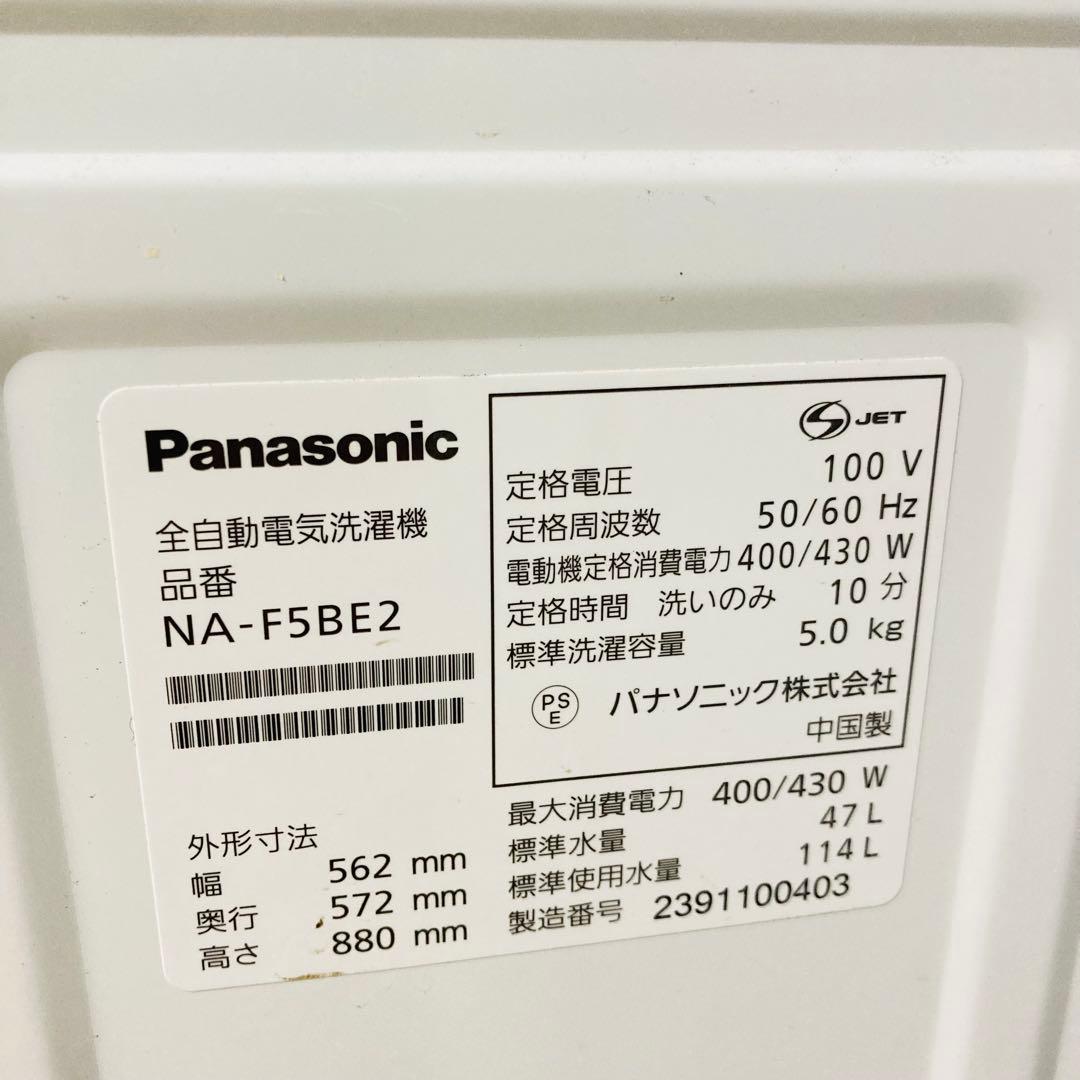 Panasonic
全自動電気洗濯機
品番
NA-F5BE2
外形寸法
幅 562 mm
奥行 572 mm
高さ 880 mm
S JET
定格電圧 100 V
定格周波数 50/60 Hz
電動機定格消費電力 400/430 W
定格時間 洗いのみ 10 分
標準洗濯容量 5.0 kg
PS E パナソニック株式会社
中国製
最大消費電力 400/430 W
標準水量 47 L
標準使用水量 114 L
製造番号 2391100403